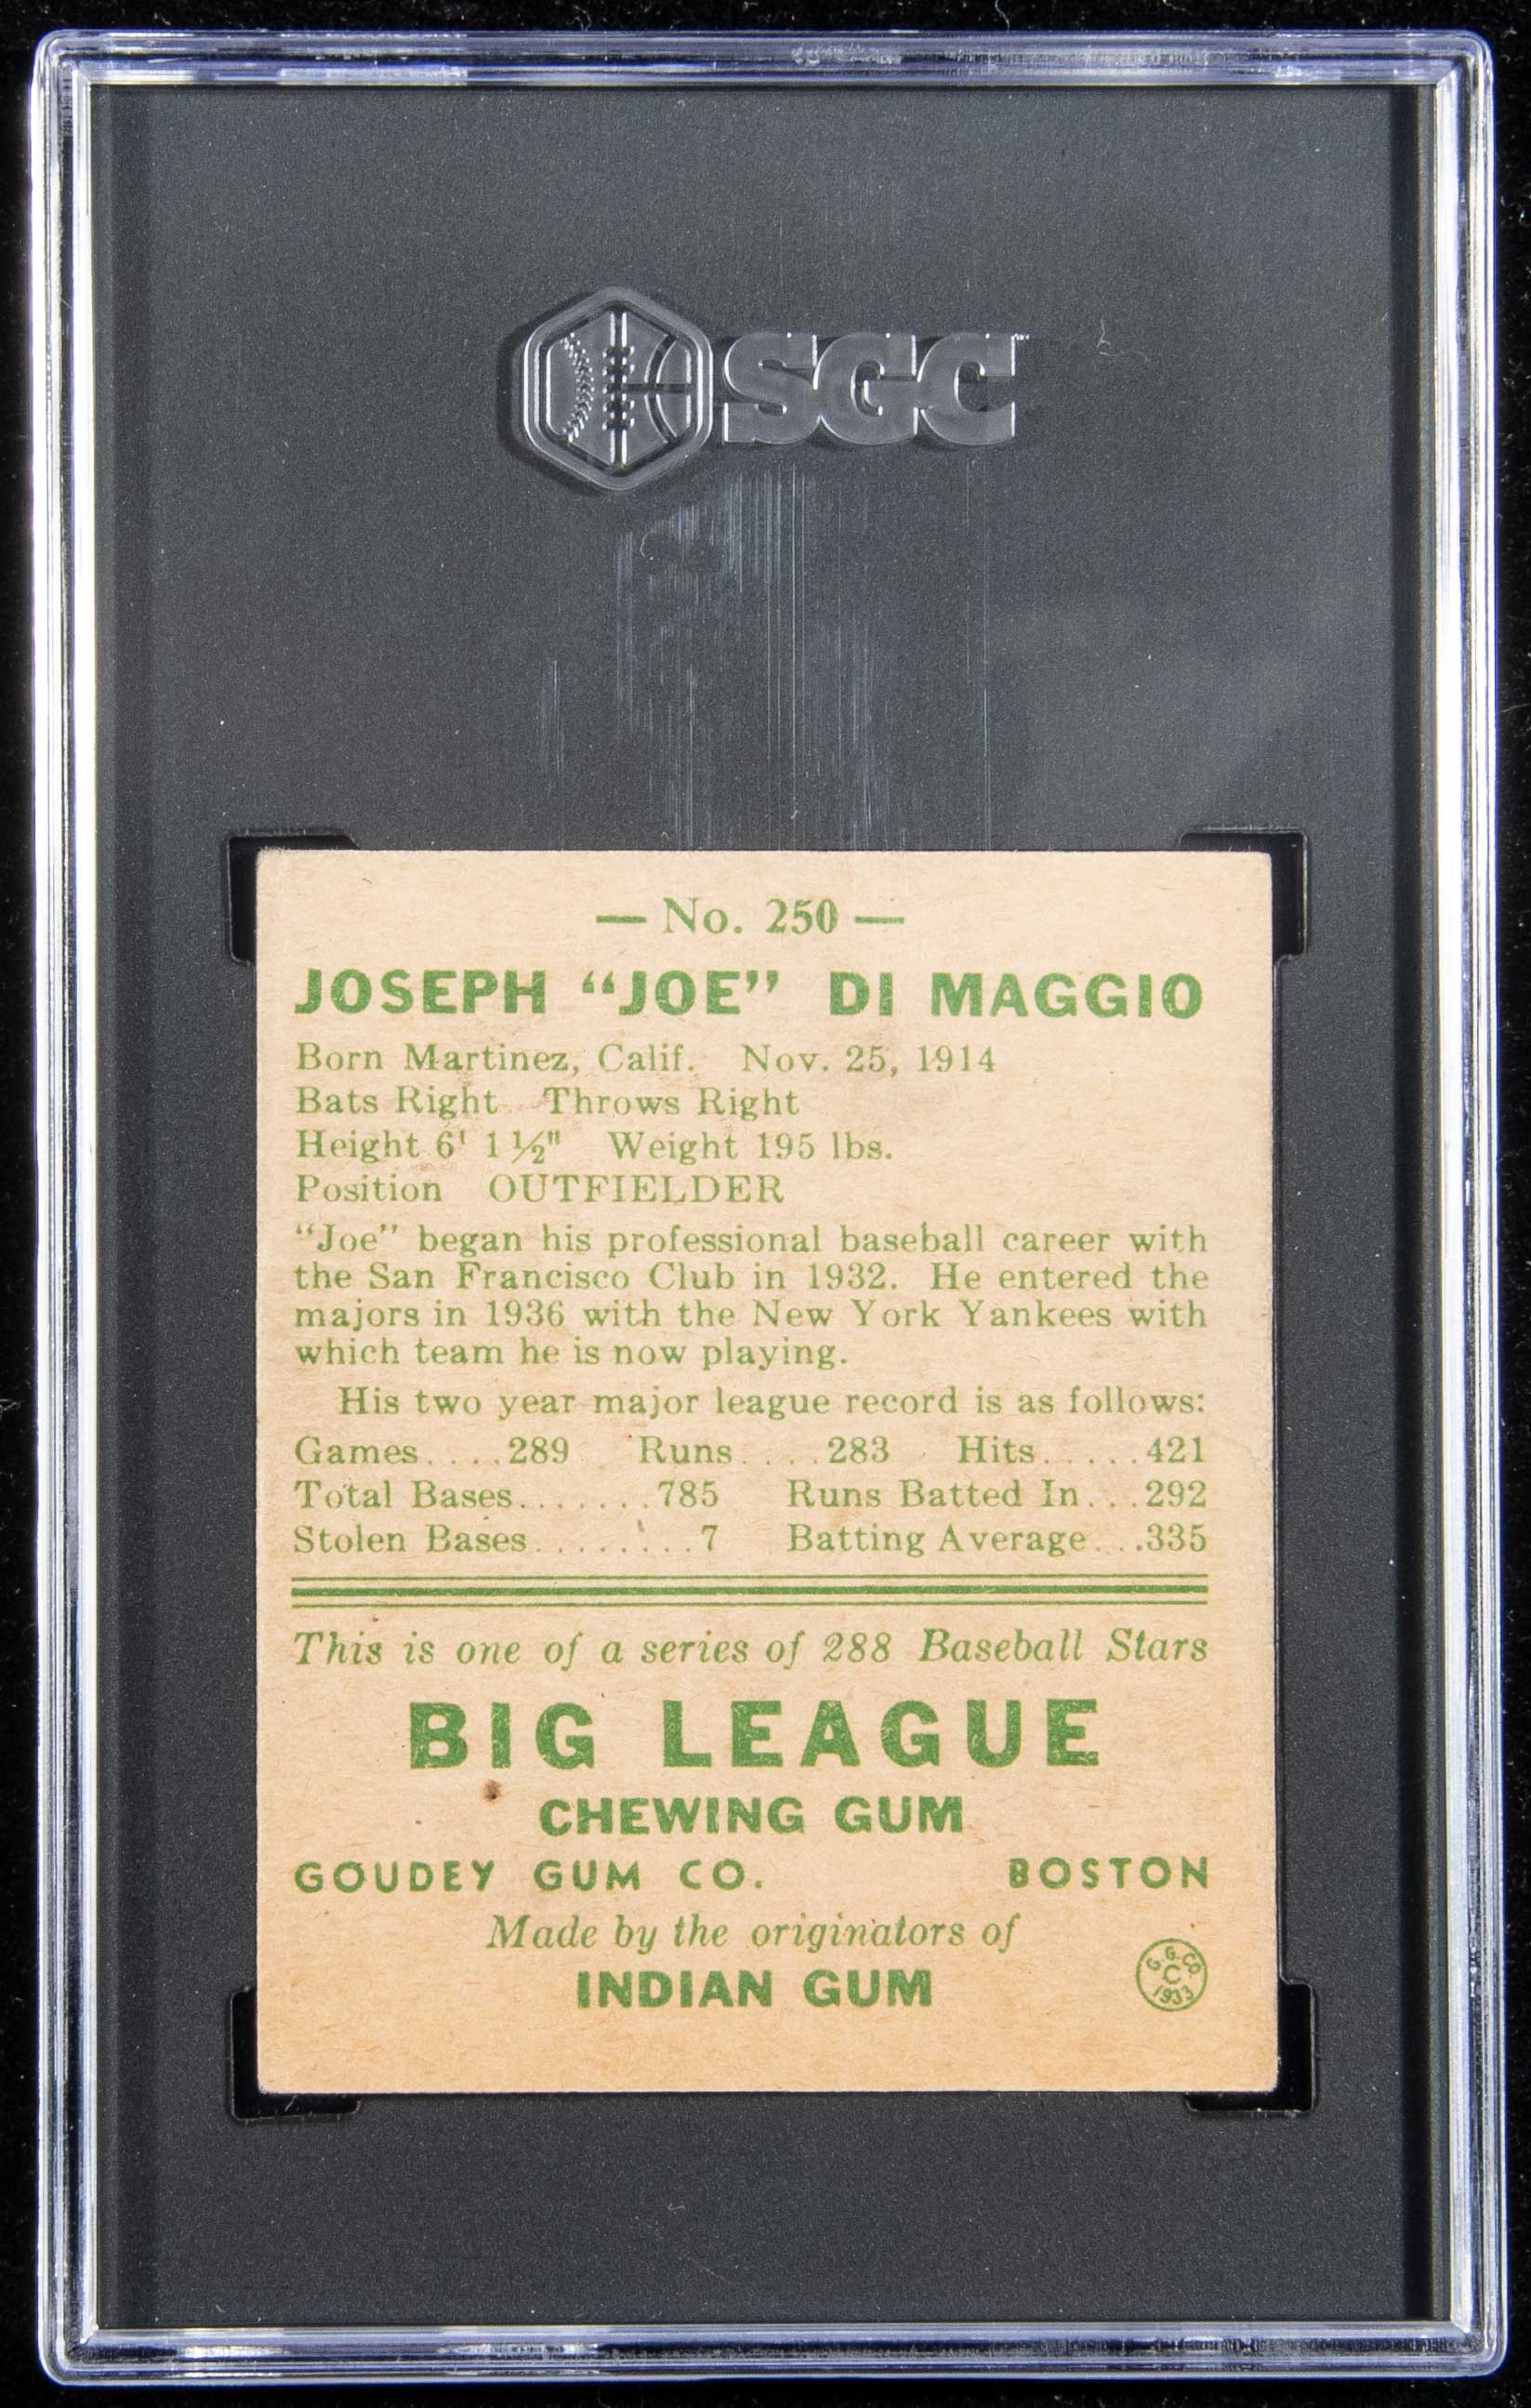 SGC
— No. 250 —
JOSEPH “JOE” DI MAGGIO
Born Martinez, Calif. Nov. 25, 1914
Bats Right Throws Right
Height 6' 1 ½" Weight 195 lbs.
Position OUTFIELDER
“Joe” began his professional baseball career with
the San Francisco Club in 1932. He entered the
majors in 1936 with the New York Yankees with
which team he is now playing.
His two year major league record is as follows:
Games....289 Runs....283 Hits.....421
Total Bases.......785 Runs Batted In...292
Stolen Bases........7 Batting Average...335
This is one of a series of 288 Baseball Stars
BIG LEAGUE
CHEWING GUM
GOUDEY GUM CO. BOSTON
Made by the originators of
INDIAN GUM
G. G. CO
C
1933